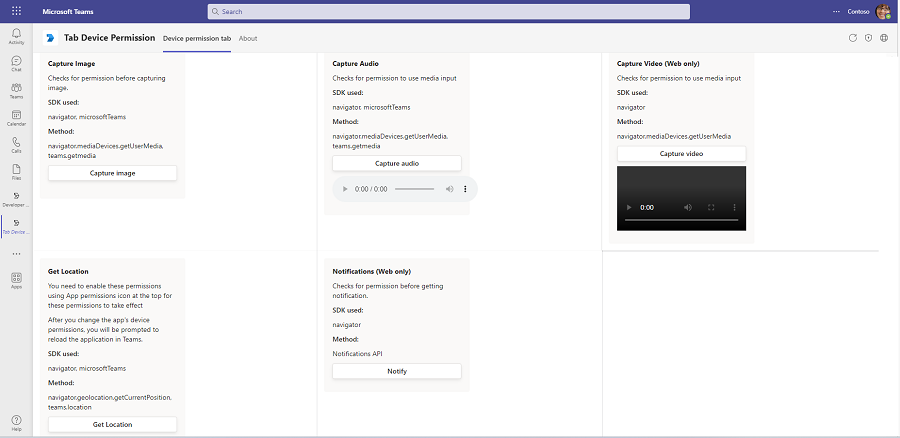 Microsoft Teams
Search
Contoso
Activity
Chat
Teams
Calendar
Calls
Files
Developer ...
Tab Device ...
Apps
Help
Tab Device Permission
Device permission tab
About
Capture Image
Checks for permission before capturing
image.
SDK used:
navigator, microsoftTeams
Method:
navigator.mediaDevices.getUserMedia,
teams.getmedia
Capture image
Capture Audio
Checks for permission to use media input
SDK used:
navigator, microsoftTeams
Method:
navigator.mediaDevices.getUserMedia,
teams.getmedia
Capture audio
0:00 / 0:00
Capture Video (Web only)
Checks for permission to use media input
SDK used:
navigator
Method:
navigator.mediaDevices.getUserMedia
Capture video
0:00
Get Location
You need to enable these permissions
using App permissions icon at the top for
these permissions to take effect
After you change the app's device
permissions, you will be prompted to
reload the application in Teams.
SDK used:
navigator, microsoftTeams
Method:
navigator.geolocation.getCurrentPosition,
teams.location
Get Location
Notifications (Web only)
Checks for permission before getting
notification.
SDK used:
navigator
Method:
Notifications API
Notify